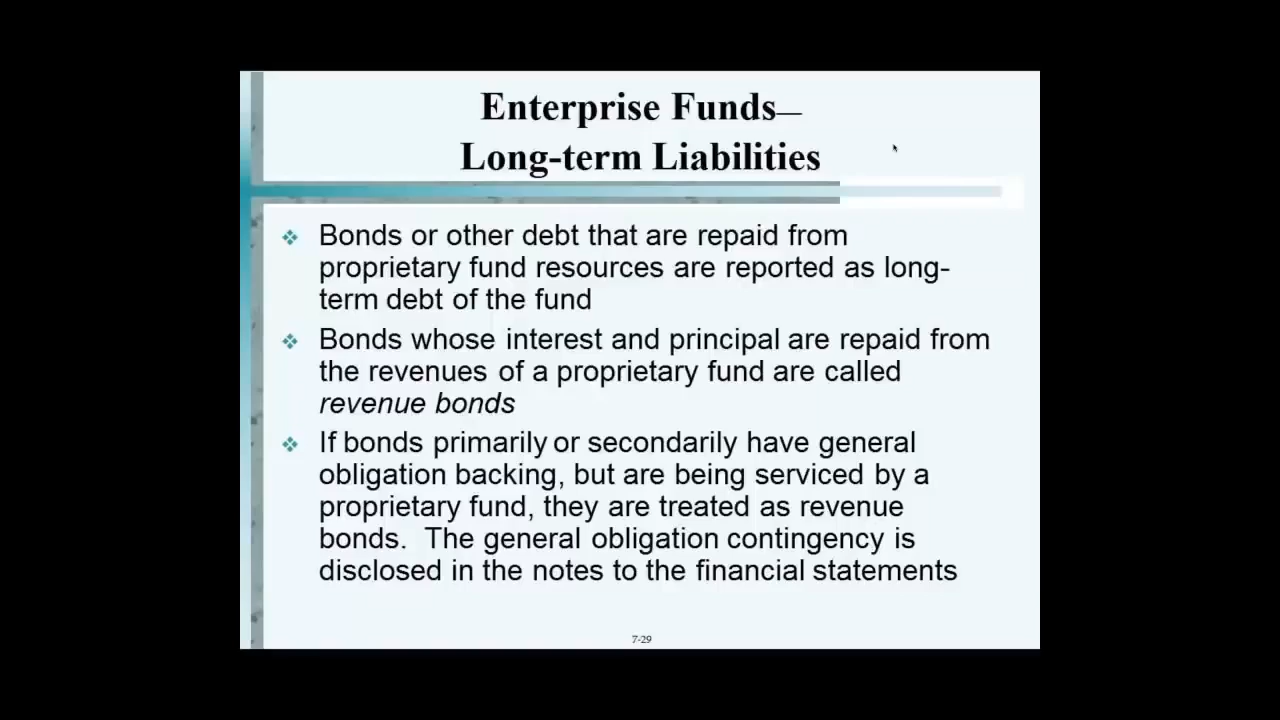 Enterprise Funds—
Long-term Liabilities
Bonds or other debt that are repaid from
proprietary fund resources are reported as long-
term debt of the fund
Bonds whose interest and principal are repaid from
the revenues of a proprietary fund are called
revenue bonds
If bonds primarily or secondarily have general
obligation backing, but are being serviced by a
proprietary fund, they are treated as revenue
bonds.  The general obligation contingency is
disclosed in the notes to the financial statements
7-29